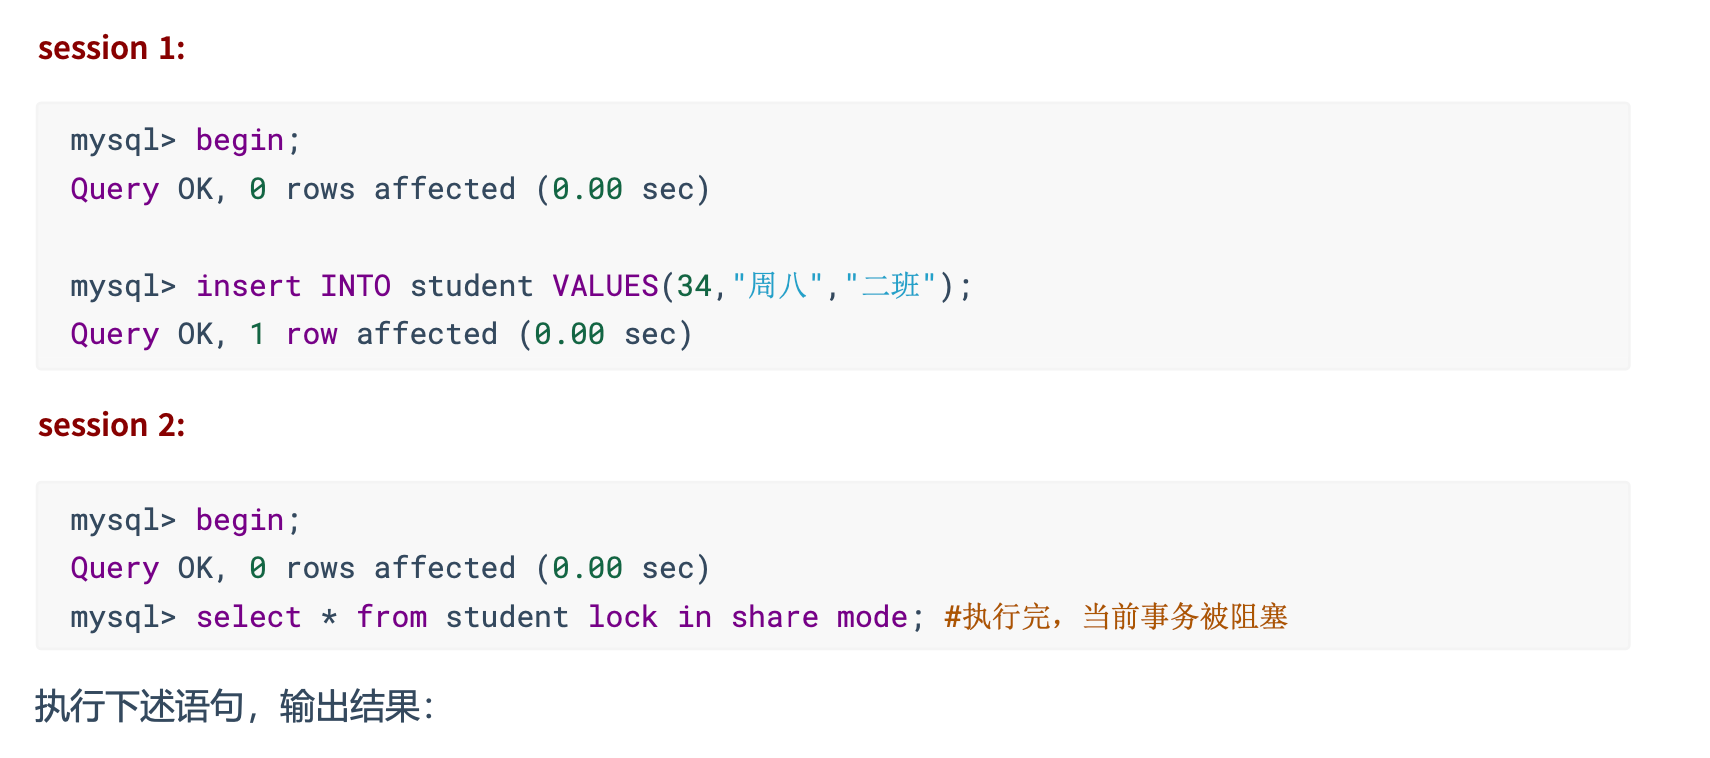 session 1:
mysql> begin;
Query OK, 0 rows affected (0.00 sec)
mysql> insert INTO student VALUES(34,"周八","二班");
Query OK, 1 row affected (0.00 sec)
session 2:
mysql> begin;
Query OK, 0 rows affected (0.00 sec)
mysql> select * from student lock in share mode; #执行完，当前事务被阻塞
执行下述语句，输出结果：